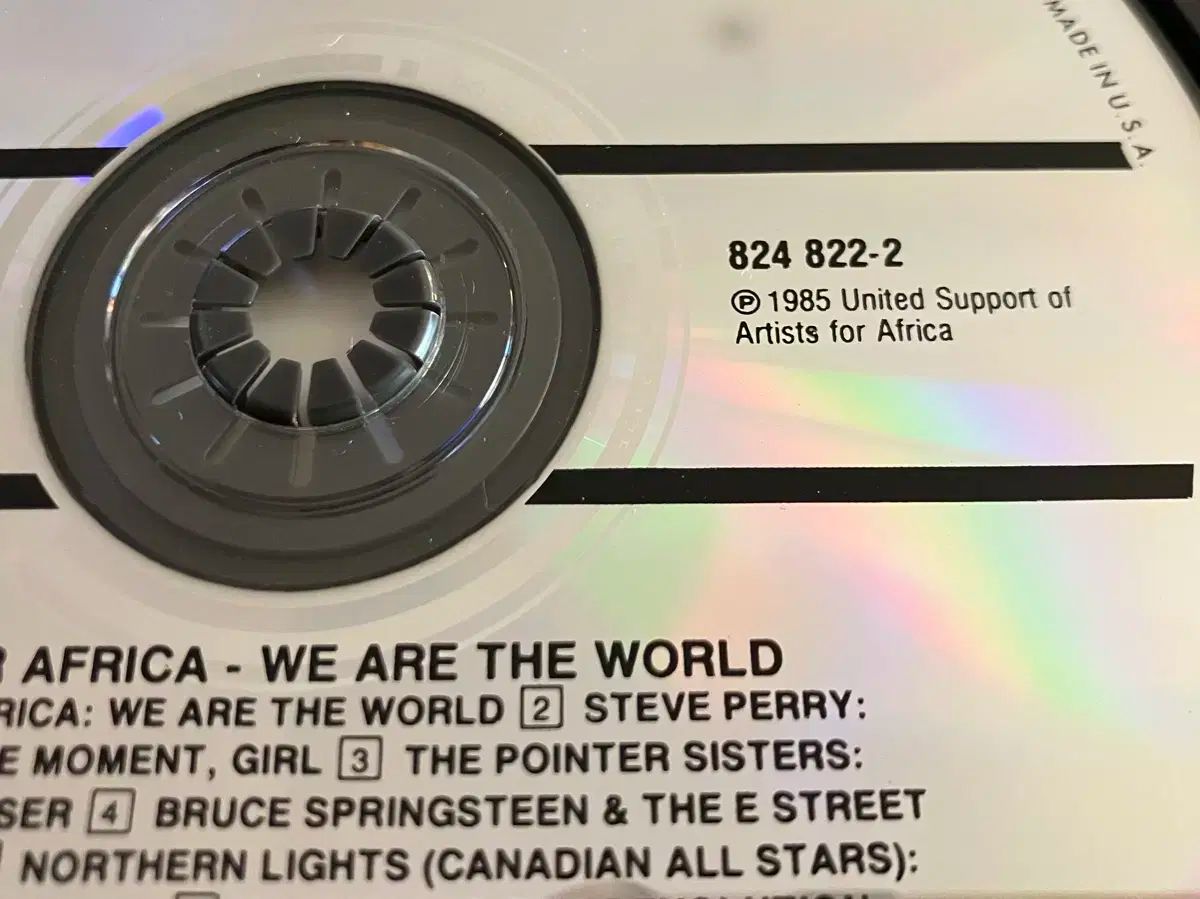 MADE IN U.S.A.
824 822-2
Ⓟ 1985 United Support of
Artists for Africa
AFRICA - WE ARE THE WORLD
RICA: WE ARE THE WORLD 2 STEVE PERRY:
E MOMENT, GIRL 3 THE POINTER SISTERS:
SER 4 BRUCE SPRINGSTEEN & THE E STREET
NORTHERN LIGHTS (CANADIAN ALL STARS):